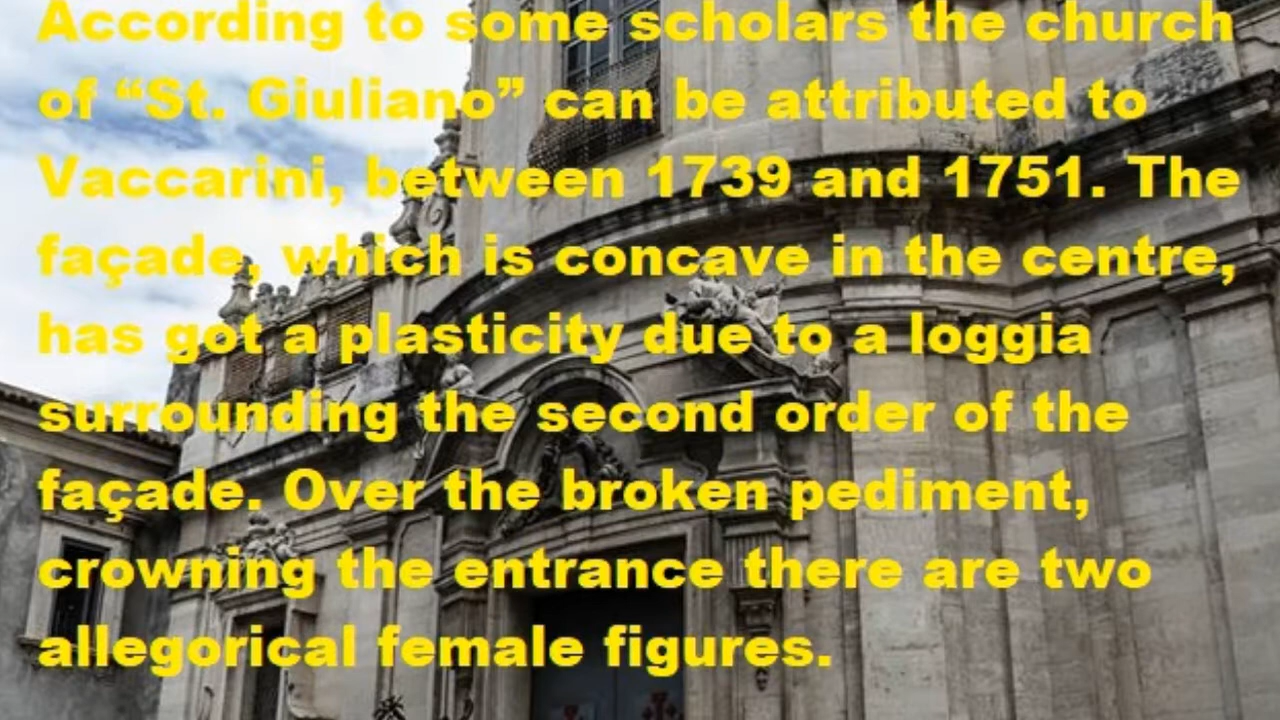 According to some scholars the church
of “St. Giuliano” can be attributed to
Vaccarini, between 1739 and 1751. The
façade, which is concave in the centre,
has got a plasticity due to a loggia
surrounding the second order of the
façade. Over the broken pediment,
crowning the entrance there are two
allegorical female figures.